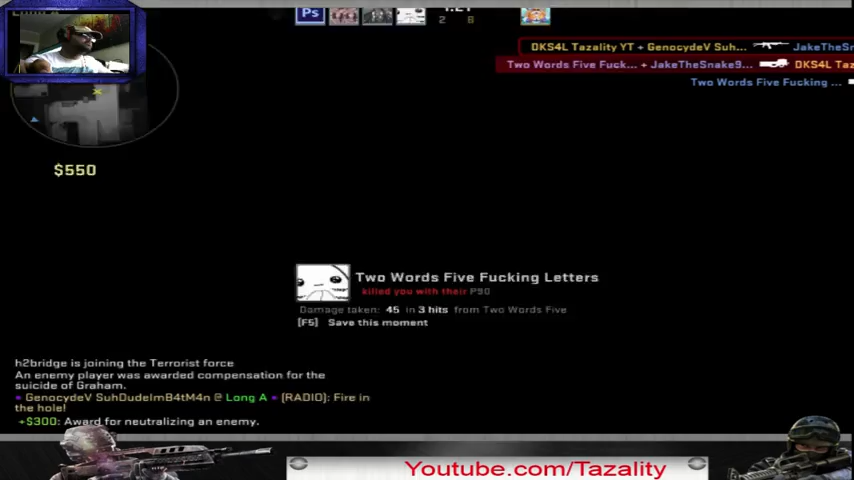 Ps
2 8
DKS4L Tazality YT + GenocydeV Suh... JakeTheSn
Two Words Five Fuck... + JakeTheSnake9... DKS4L Taz
Two Words Five Fucking ...
$550
Two Words Five Fucking Letters
killed you with their P90
Damage taken: 45 in 3 hits from Two Words Five
[F5] Save this moment
h2bridge is joining the Terrorist force
An enemy player was awarded compensation for the
suicide of Graham.
• GenocydeV SuhDudeImB4tM4n @ Long A • (RADIO): Fire in
the hole!
+$300: Award for neutralizing an enemy.
Youtube.com/Tazality